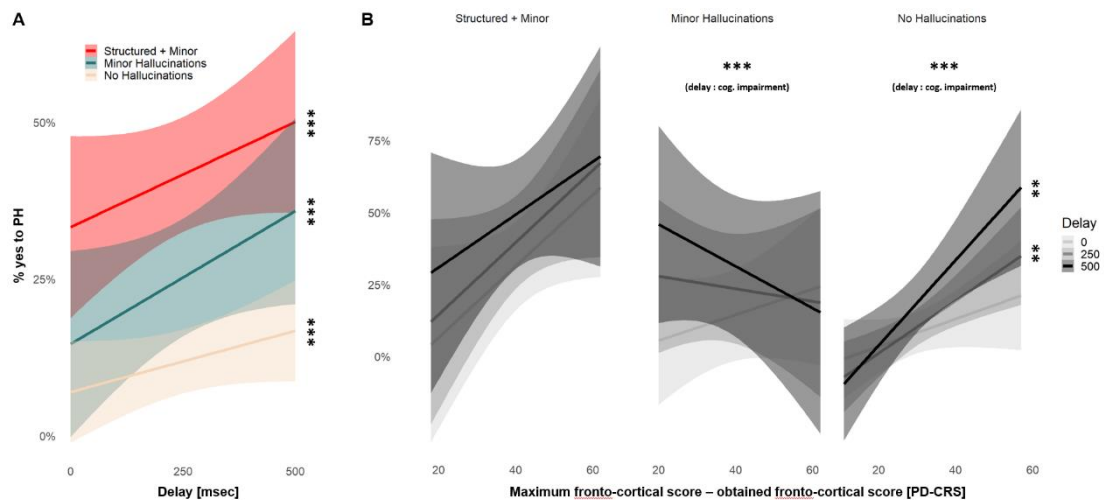 A
Structured + Minor
Minor Hallucinations
No Hallucinations
% yes to PH
50%
25%
0%
***
***
***
0
250
500
Delay [msec]
B
Structured + Minor
Minor Hallucinations
No Hallucinations
***
(delay : cog. impairment)
***
(delay : cog. impairment)
75%
50%
25%
0%
**
**
Delay
0
250
500
20
40
60
20
40
60
20
40
60
Maximum fronto-cortical score – obtained fronto-cortical score [PD-CRS]